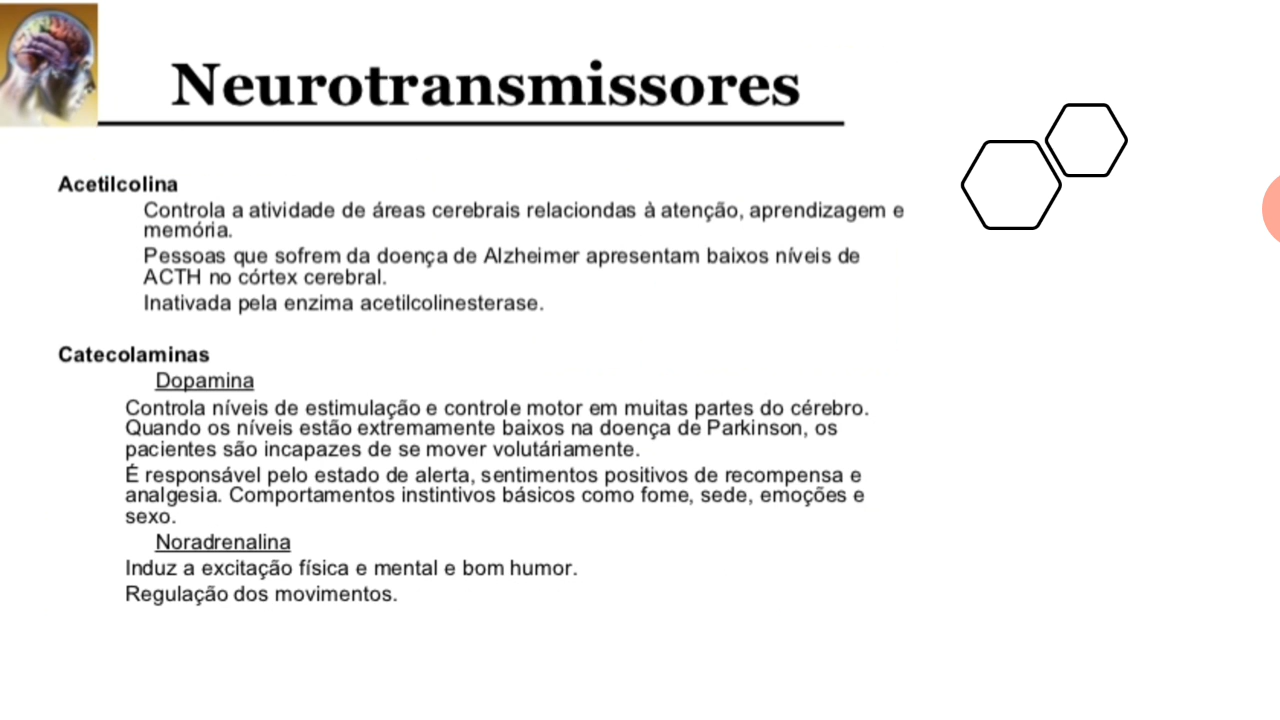 Neurotransmissores
Acetilcolina
Controla a atividade de áreas cerebrais relaciondas à atenção, aprendizagem e
memória.
Pessoas que sofrem da doença de Alzheimer apresentam baixos níveis de
ACTH no córtex cerebral.
Inativada pela enzima acetilcolinesterase.
Catecolaminas
Dopamina
Controla níveis de estimulação e controle motor em muitas partes do cérebro.
Quando os níveis estão extremamente baixos na doença de Parkinson, os
pacientes são incapazes de se mover volutáriamente.
É responsável pelo estado de alerta, sentimentos positivos de recompensa e
analgesia. Comportamentos instintivos básicos como fome, sede, emoções e
sexo.
Noradrenalina
Induz a excitação física e mental e bom humor.
Regulação dos movimentos.